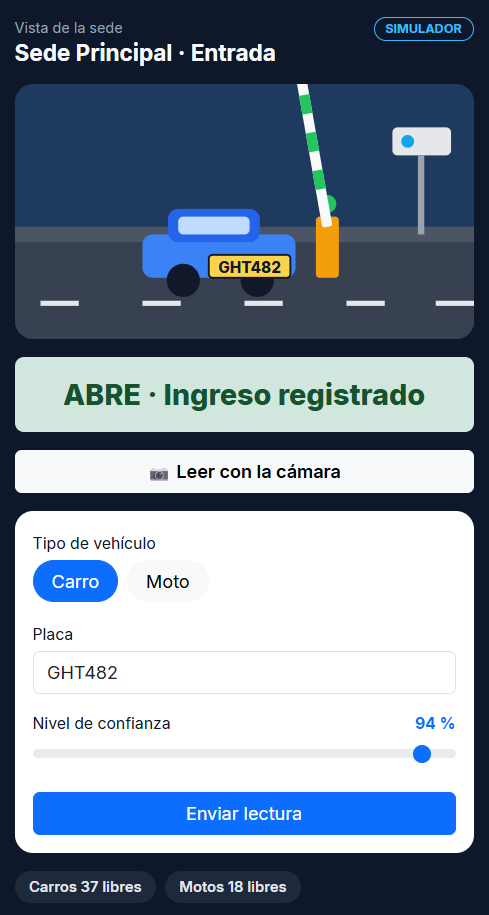 Vista de la sede
SIMULADOR
Sede Principal · Entrada
GHT482
ABRE · Ingreso registrado
Leer con la cámara
Tipo de vehículo
Carro
Moto
Placa
GHT482
Nivel de confianza
94 %
Enviar lectura
Carros 37 libres
Motos 18 libres